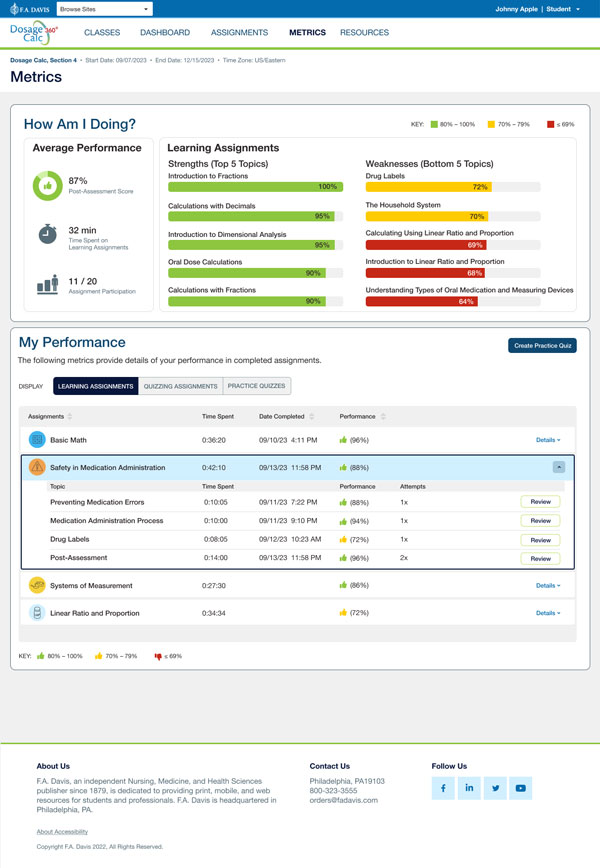 F.A. DAVIS
Browse Sites
Johnny Apple | Student
Dosage Calc 360°
CLASSES DASHBOARD ASSIGNMENTS METRICS RESOURCES
Dosage Calc, Section 4 • Start Date: 09/07/2023 • End Date: 12/15/2023 • Time Zone: US/Eastern
Metrics
How Am I Doing?
KEY: 80% – 100% 70% – 79% ≤ 69%
Average Performance
87%
Post-Assessment Score
32 min
Time Spent on
Learning Assignments
11 / 20
Assignment Participation
Learning Assignments
Strengths (Top 5 Topics)
Introduction to Fractions
100%
Calculations with Decimals
95%
Introduction to Dimensional Analysis
95%
Oral Dose Calculations
90%
Calculations with Fractions
90%
Weaknesses (Bottom 5 Topics)
Drug Labels
72%
The Household System
70%
Calculating Using Linear Ratio and Proportion
69%
Introduction to Linear Ratio and Proportion
68%
Understanding Types of Oral Medication and Measuring Devices
64%
My Performance
Create Practice Quiz
The following metrics provide details of your performance in completed assignments.
DISPLAY LEARNING ASSIGNMENTS QUIZZING ASSIGNMENTS PRACTICE QUIZZES
Assignments Time Spent Date Completed Performance
Basic Math 0:36:20 09/10/23 4:11 PM (96%) Details
Safety in Medication Administration 0:42:10 09/13/23 11:58 PM (88%)
Topic Time Spent Performance Attempts
Preventing Medication Errors 0:10:05 09/11/23 7:22 PM (88%) 1x Review
Medication Administration Process 0:10:00 09/11/23 9:10 PM (94%) 1x Review
Drug Labels 0:08:05 09/12/23 10:23 AM (72%) 1x Review
Post-Assessment 0:14:00 09/13/23 11:58 PM (96%) 2x Review
Systems of Measurement 0:27:30 (86%) Details
Linear Ratio and Proportion 0:34:34 (72%) Details
KEY: 80% – 100% 70% – 79% ≤ 69%
About Us
F.A. Davis, an independent Nursing, Medicine, and Health Sciences
publisher since 1879, is dedicated to providing print, mobile, and web
resources for students and professionals. F.A. Davis is headquartered in
Philadelphia, PA.
About Accessibility
Copyright F.A. Davis 2022, All Rights Reserved.
Contact Us
Philadelphia, PA19103
800-323-3555
orders@fadavis.com
Follow Us